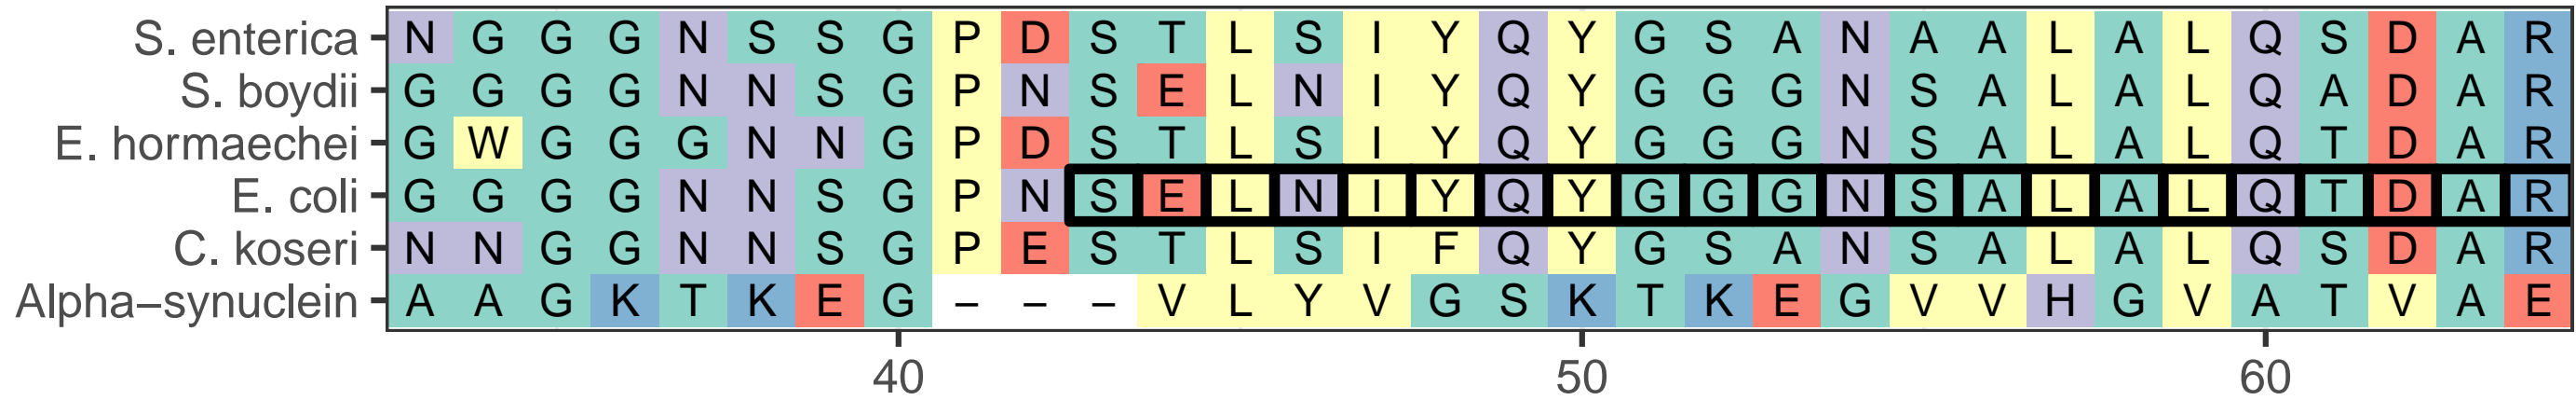 S. enterica N G G G N S S G P D S T L S I Y Q Y G S A N A A L A L Q S D A R
S. boydii G G G G N N S G P N S E L N I Y Q Y G G G N S A L A L Q A D A R
E. hormaechei G W G G G N N G P D S T L S I Y Q Y G G G N S A L A L Q T D A R
E. coli G G G G N N S G P N S E L N I Y Q Y G G G N S A L A L Q T D A R
C. koseri N N G G N N S G P E S T L S I F Q Y G S A N S A L A L Q S D A R
Alpha−synuclein A A G K T K E G − − − V L Y V G S K T K E G V V H G V A T V A E
40 50 60